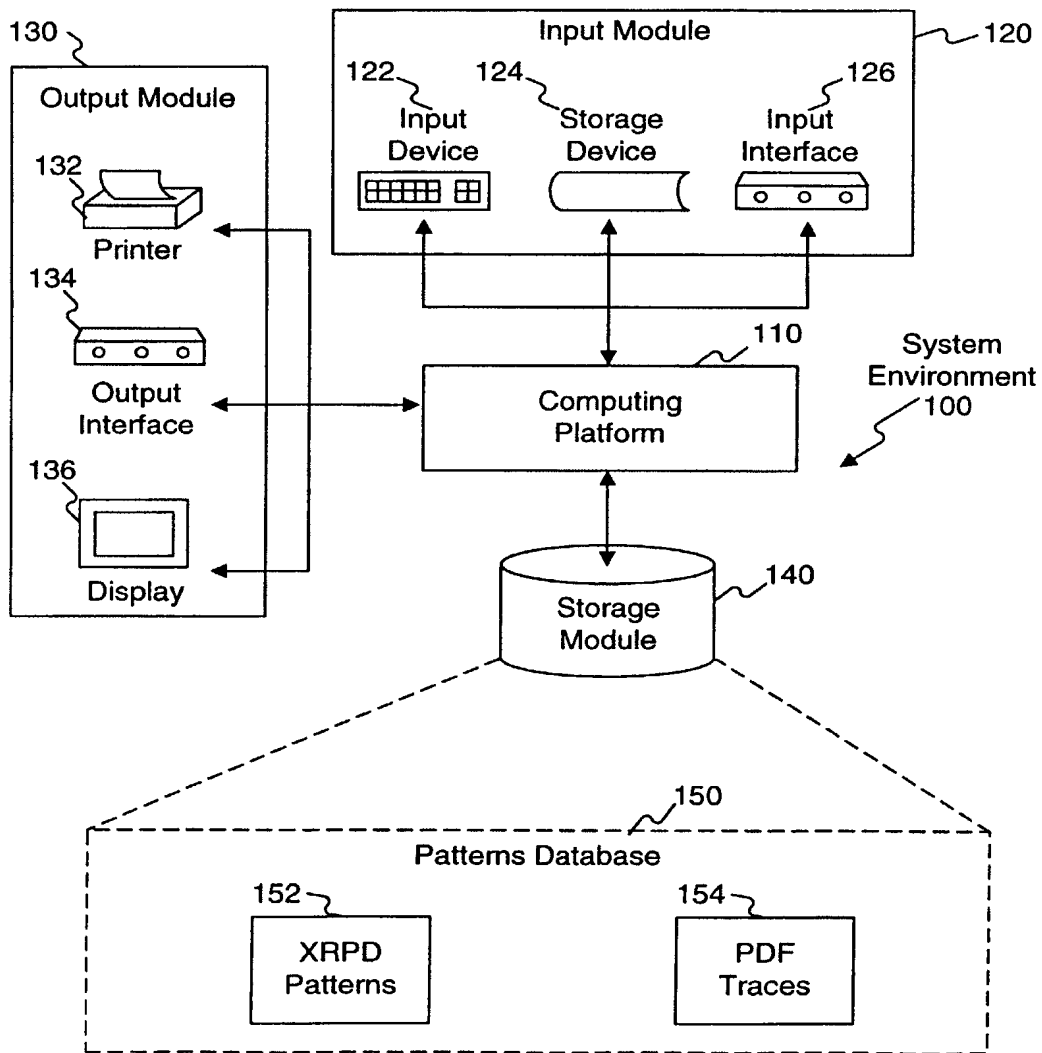 130
Output Module
132
Printer
134
Output
Interface
136
Display
Input Module
120
122
Input
Device
124
Storage
Device
126
Input
Interface
110
Computing
Platform
System
Environment
100
140
Storage
Module
150
Patterns Database
152
XRPD
Patterns
154
PDF
Traces